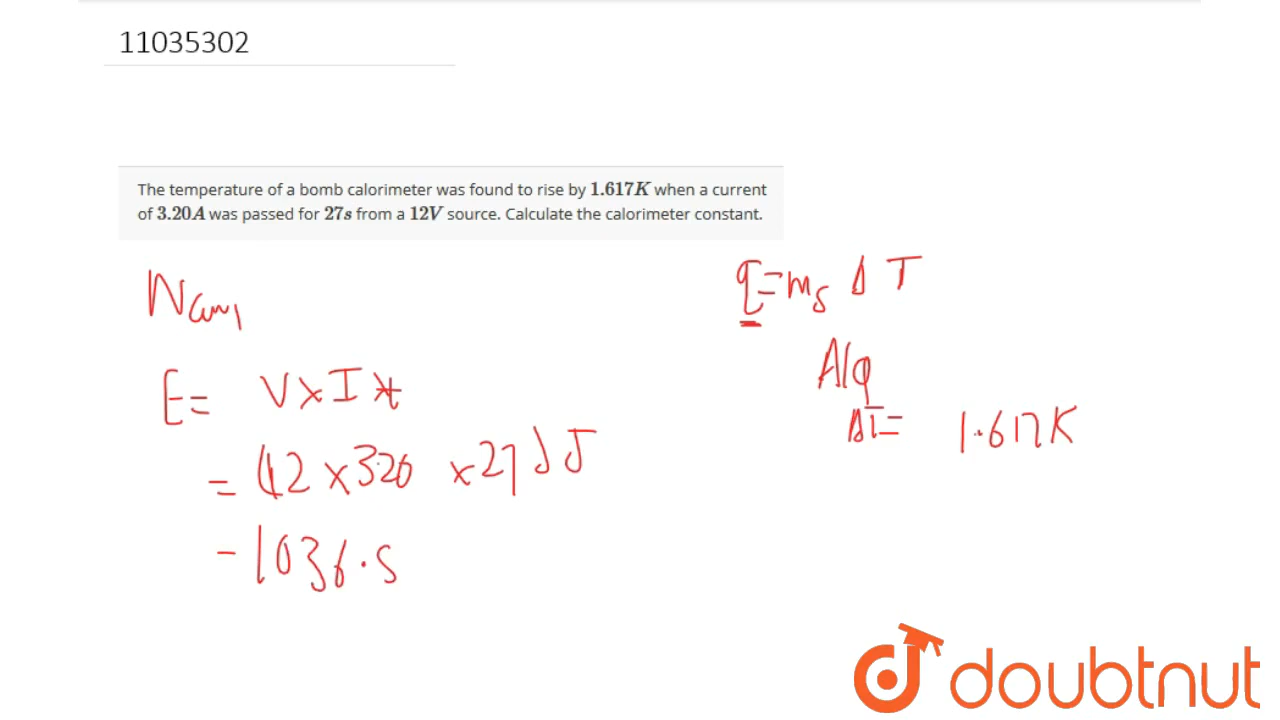 11035302
The temperature of a bomb calorimeter was found to rise by 1.617K when a current
of 3.20A was passed for 27s from a 12V source. Calculate the calorimeter constant.
q=ms Δ T
E= V×I×t
A/q
ΔT= 1.617K
= (12 ×3.20 ×27) J
= 1036.8
doubtnut